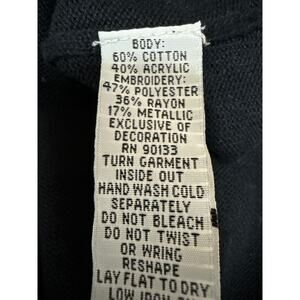 BODY:
60% COTTON
40% ACRYLIC
EMBROIDERY:
47% POLYESTER
36% RAYON
17% METALLIC
EXCLUSIVE OF
DECORATION
RN 90133
TURN GARMENT
INSIDE OUT
HAND WASH COLD
SEPARATELY
DO NOT BLEACH
DO NOT TWIST
OR WRING
RESHAPE
LAY FLAT TO DRY
LOW IRON